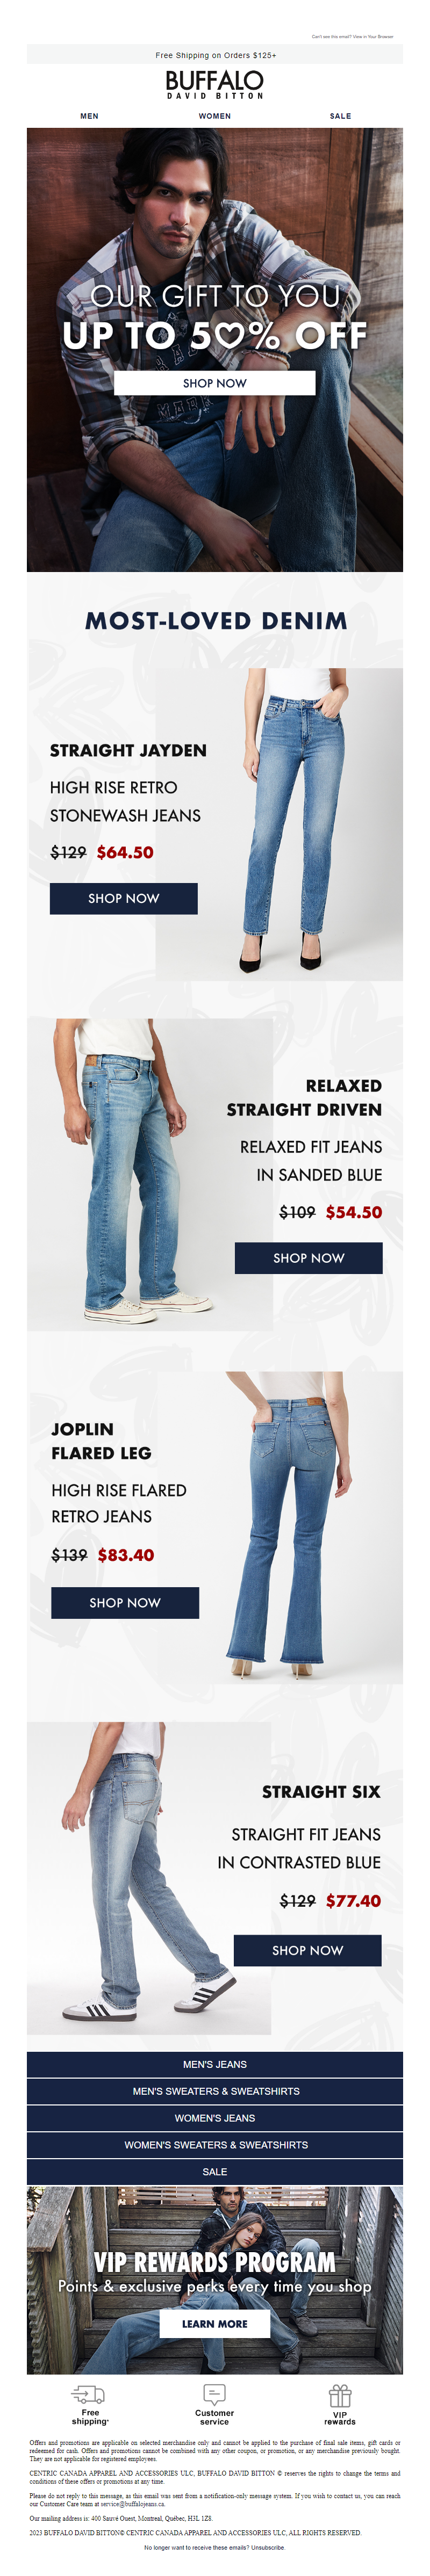 Can't see this email? View in Your Browser
Free Shipping on Orders $125+
BUFFALO
DAVID BITTON
MEN WOMEN SALE
OUR GIFT TO YOU
UP TO 50% OFF
SHOP NOW
MOST-LOVED DENIM
STRAIGHT JAYDEN
HIGH RISE RETRO
STONEWASH JEANS
$129 $64.50
SHOP NOW
RELAXED
STRAIGHT DRIVEN
RELAXED FIT JEANS
IN SANDED BLUE
$109 $54.50
SHOP NOW
JOPLIN
FLARED LEG
HIGH RISE FLARED
RETRO JEANS
$139 $83.40
SHOP NOW
STRAIGHT SIX
STRAIGHT FIT JEANS
IN CONTRASTED BLUE
$129 $77.40
SHOP NOW
MEN'S JEANS
MEN'S SWEATERS & SWEATSHIRTS
WOMEN'S JEANS
WOMEN'S SWEATERS & SWEATSHIRTS
SALE
VIP REWARDS PROGRAM
Points & exclusive perks every time you shop
LEARN MORE
Free
shipping*
Customer
service
VIP
rewards
Offers and promotions are applicable on selected merchandise only and cannot be applied to the purchase of final sale items, gift cards or
redeemed for cash. Offers and promotions cannot be combined with any other coupon, or promotion, or any merchandise previously bought.
They are not applicable for registered employees.
CENTRIC CANADA APPAREL AND ACCESSORIES ULC, BUFFALO DAVID BITTON © reserves the right to change the terms and
conditions of these offers or promotions at any time.
Please do not reply to this message, as this email was sent from a notification-only message system. If you wish to contact us, you can reach
our Customer Care team at service@buffalojeans.ca.
Our mailing address is: 400 Sauvé Ouest, Montreal, Québec, H3L 1Z8.
2023 BUFFALO DAVID BITTON© CENTRIC CANADA APPAREL AND ACCESSORIES ULC, ALL RIGHTS RESERVED.
No longer want to receive these emails? Unsubscribe.